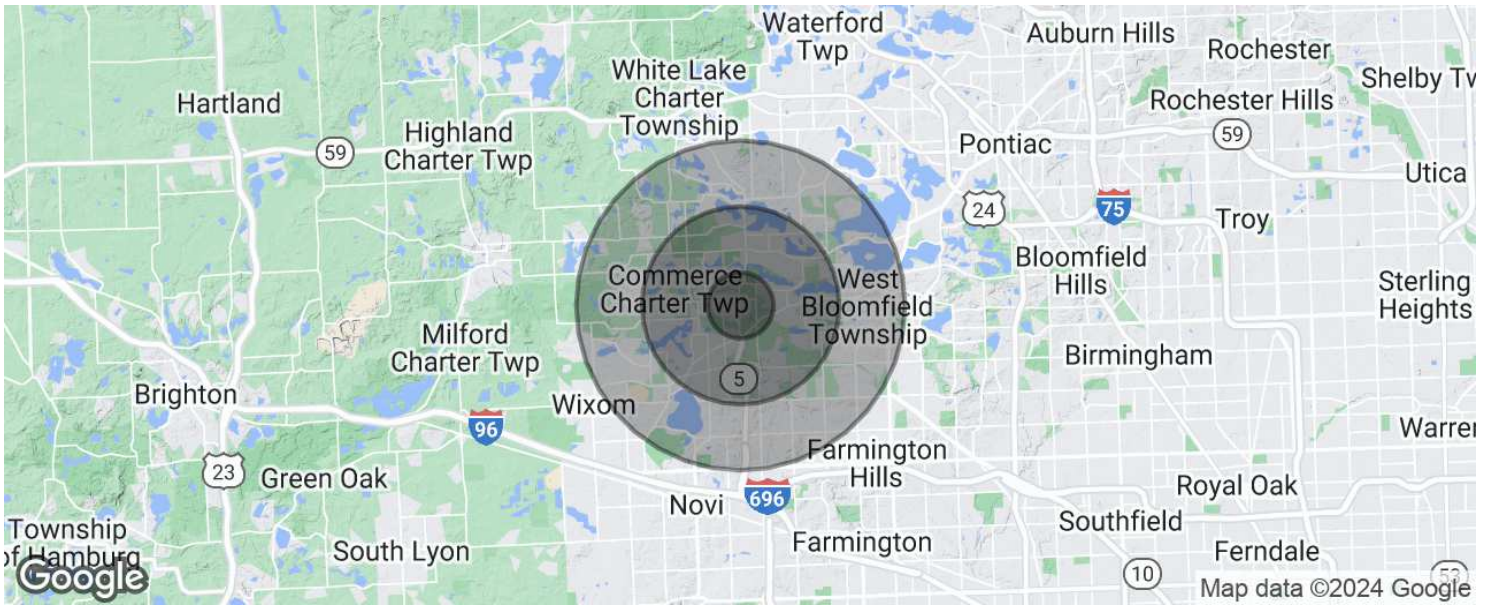 Waterford
Twp
Auburn Hills
Rochester
White Lake
Charter
Township
Shelby Tw
Hartland
Rochester Hills
Highland
Charter Twp
59
Pontiac
59
Utica
24
75
Troy
Bloomfield
Hills
Commerce
Charter Twp
West
Bloomfield
Township
Sterling
Heights
Milford
Charter Twp
Birmingham
5
Brighton
Wixom
96
Warren
Farmington
Hills
23
Green Oak
Novi
696
Royal Oak
Southfield
Township
of Hamburg
South Lyon
Farmington
Ferndale
10
53
Google
Map data ©2024 Google